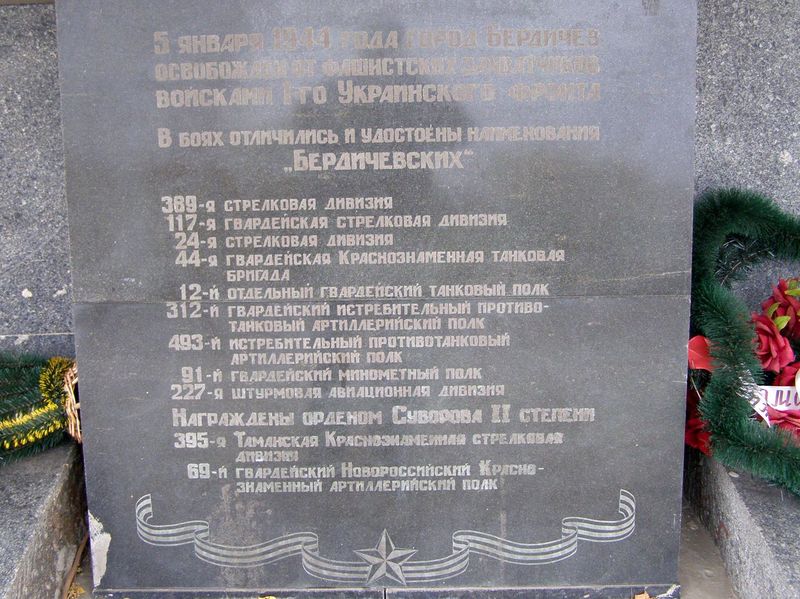 5 января 1944 года город Бердичев
освобожден от фашистских захватчиков
войсками 1-го Украинского фронта
В боях отличились и удостоены наименования
„Бердичевских"
389-я стрелковая дивизия
117-я гвардейская стрелковая дивизия
24-я стрелковая дивизия
44-я гвардейская Краснознаменная танковая
бригада
12-й отдельный гвардейский танковый полк
312-й гвардейский истребительный противо-
танковый артиллерийский полк
493-й истребительный противотанковый
артиллерийский полк
91-й гвардейский минометный полк
227-я штурмовая авиационная дивизия
Награждены орденом Суворова II степени
395-я Таманская Краснознаменная стрелковая
дивизия
69-й гвардейский Новороссийский Красно-
знаменный артиллерийский полк